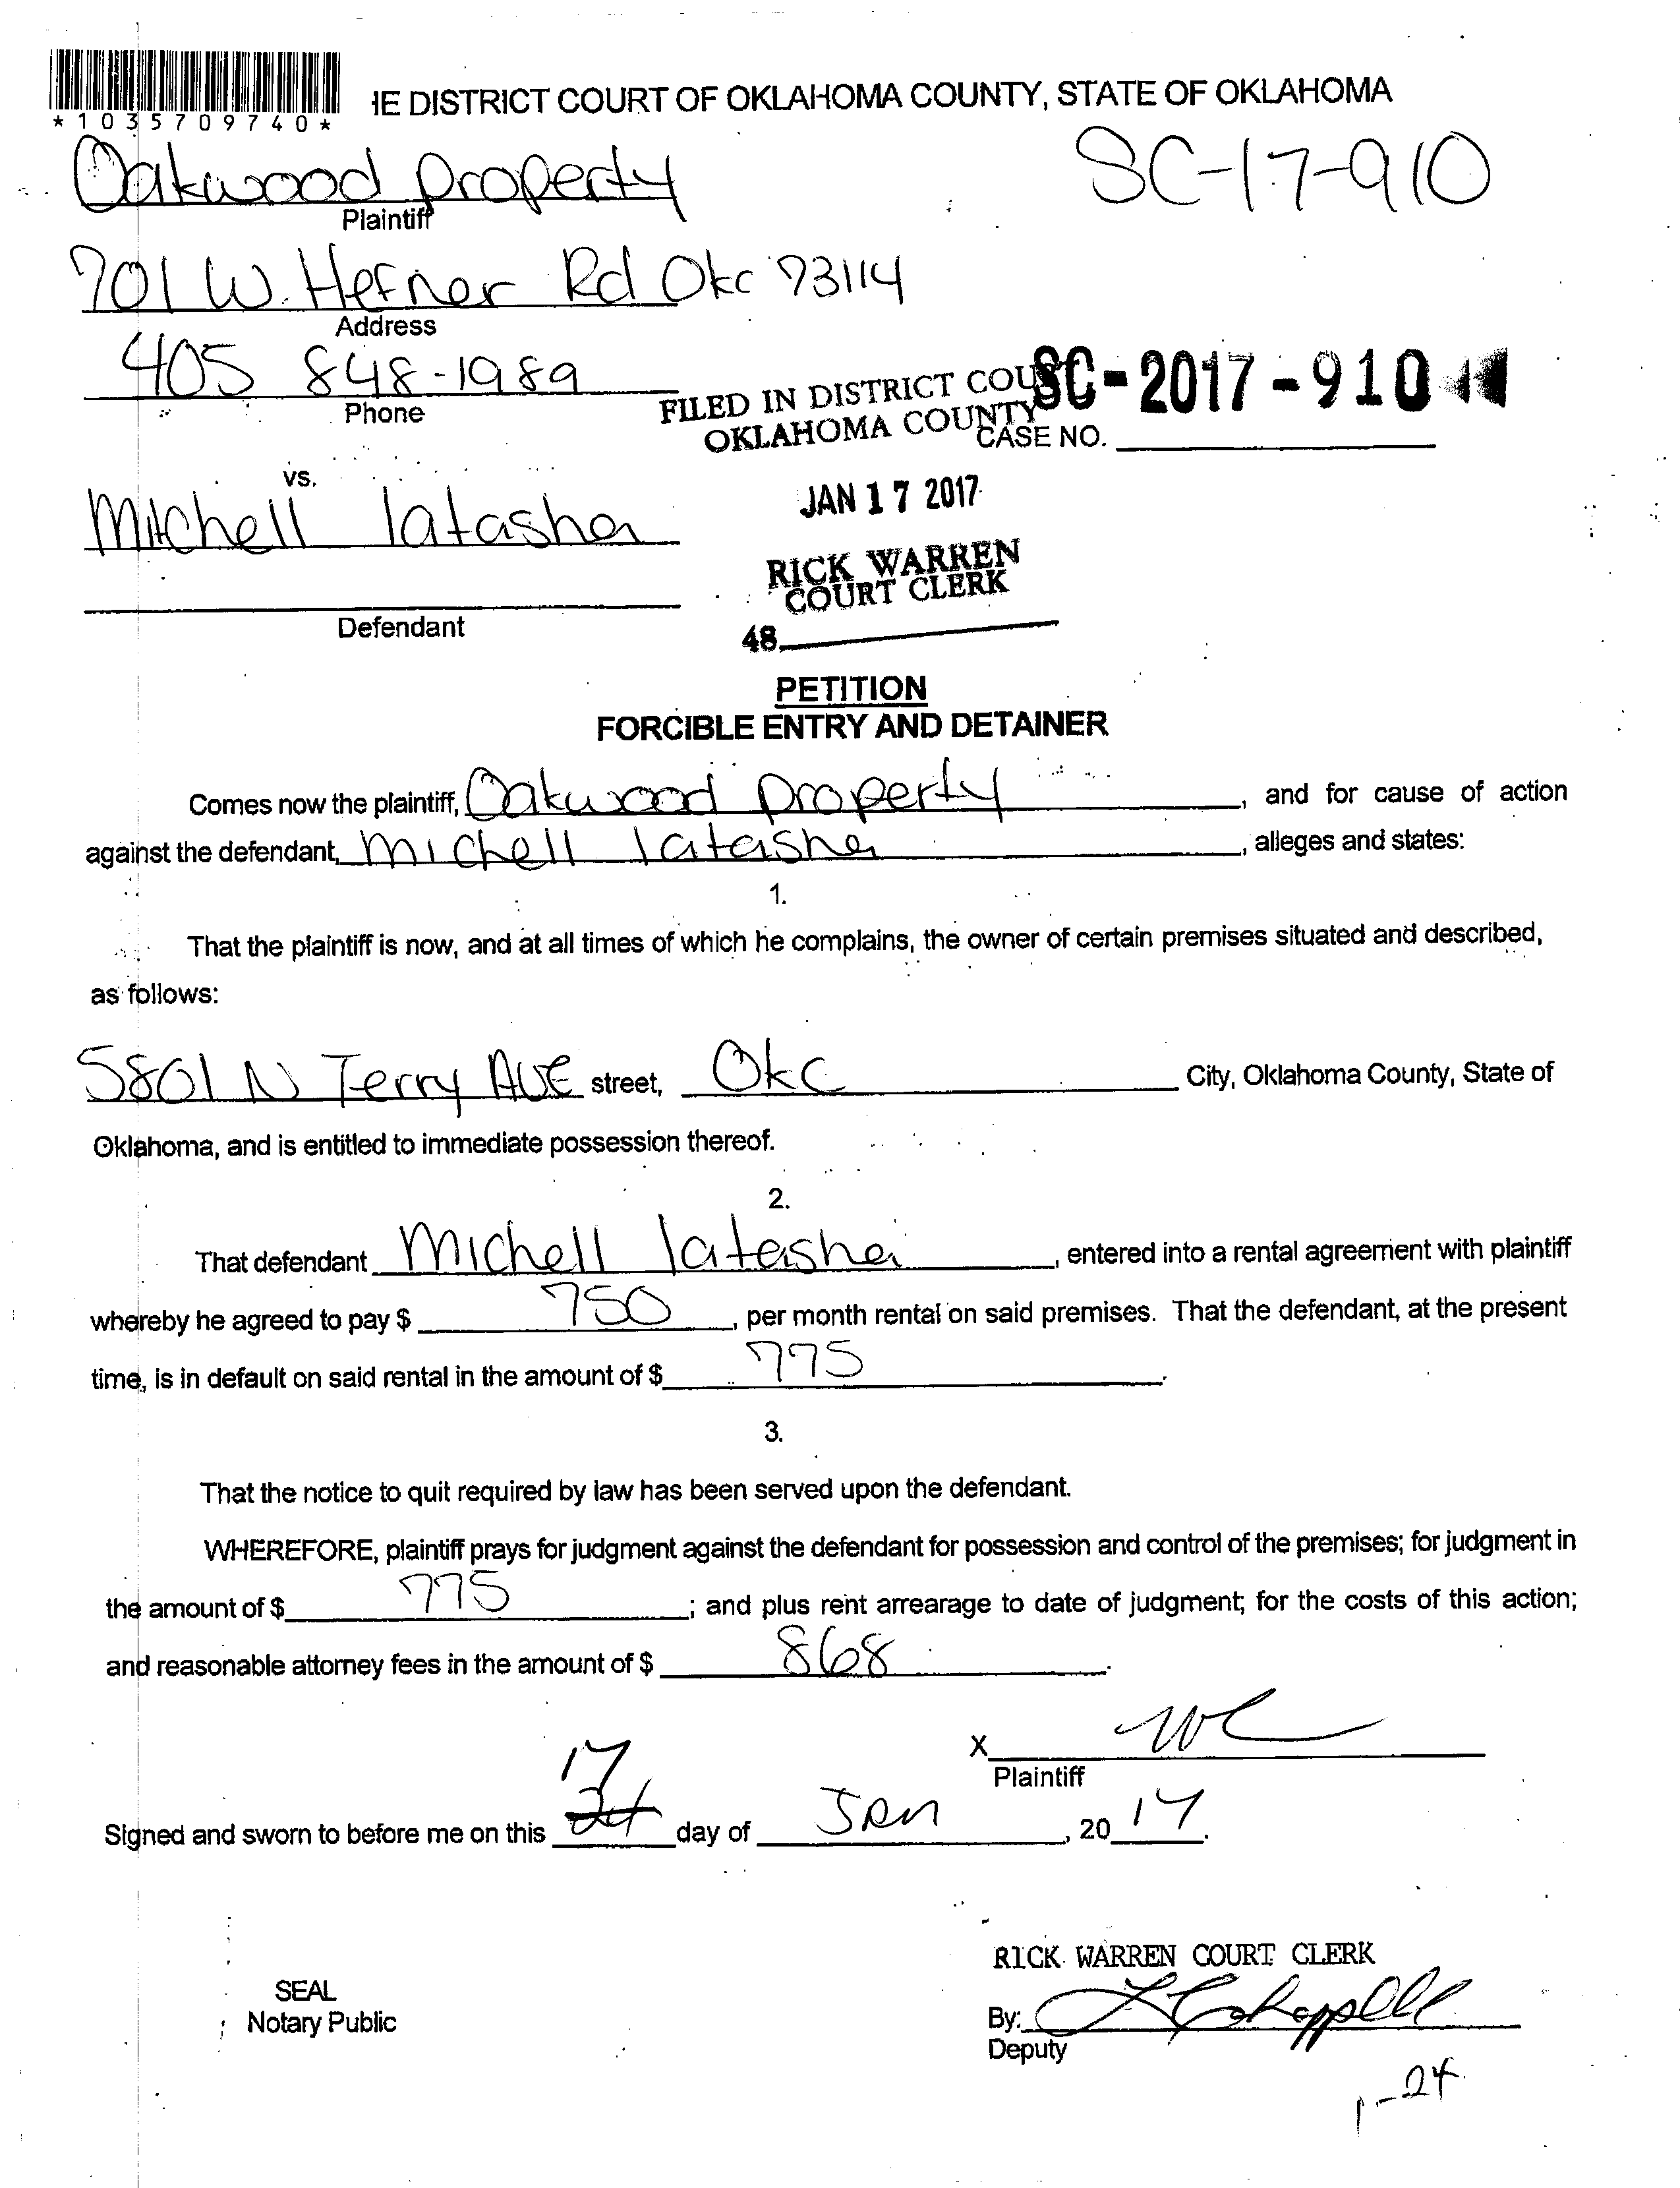 *1035709740*
IE DISTRICT COURT OF OKLAHOMA COUNTY, STATE OF OKLAHOMA
SC-17-910
Oakwood property
Plaintiff
701 W. Hefner Rd Okc 73114
Address
405 848-1989
Phone
FILED IN DISTRICT COURT
OKLAHOMA COUNTY
SC-2017-910
CASE NO.
vs.
JAN 17 2017
Mitchell latasha
RICK WARREN
COURT CLERK
Defendant
48
PETITION
FORCIBLE ENTRY AND DETAINER
Comes now the plaintiff, Oakwood property, and for cause of action
against the defendant, Michell latasha, alleges and states:
1.
That the plaintiff is now, and at all times of which he complains, the owner of certain premises situated and described,
as follows:
5801 N Terry AVE street, Okc City, Oklahoma County, State of
Oklahoma, and is entitled to immediate possession thereof.
2.
That defendant Michell latasha, entered into a rental agreement with plaintiff
whereby he agreed to pay $ 750, per month rental on said premises. That the defendant, at the present
time, is in default on said rental in the amount of $ 775.
3.
That the notice to quit required by law has been served upon the defendant.
WHEREFORE, plaintiff prays for judgment against the defendant for possession and control of the premises; for judgment in
the amount of $ 775; and plus rent arrearage to date of judgment; for the costs of this action;
and reasonable attorney fees in the amount of $ 868.
X
Plaintiff
17
Signed and sworn to before me on this 24 day of Jan, 20 17.
RICK WARREN COURT CLERK
SEAL
Notary Public
By:
Deputy
1-24